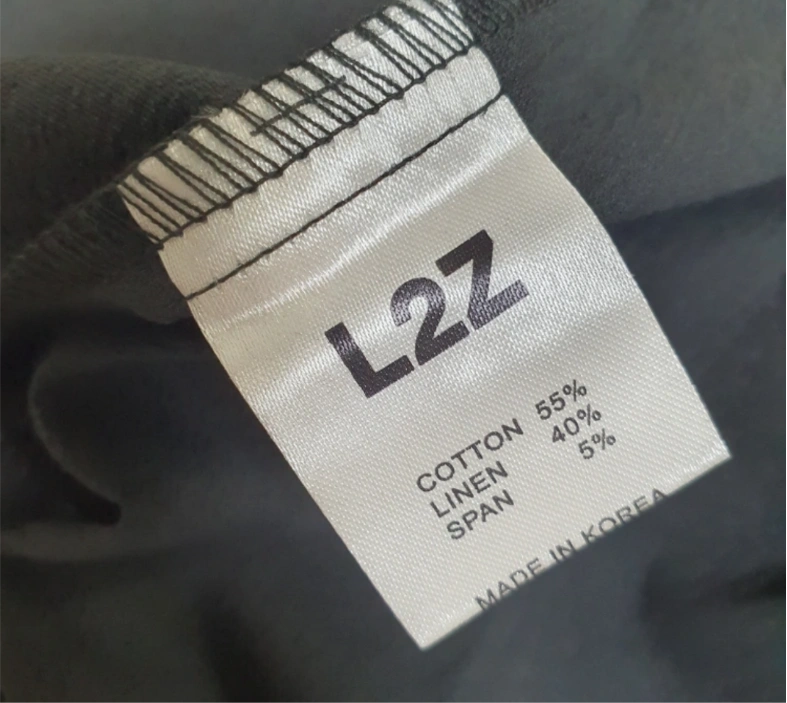 L2Z
COTTON 55%
LINEN 40%
SPAN 5%
MADE IN KOREA